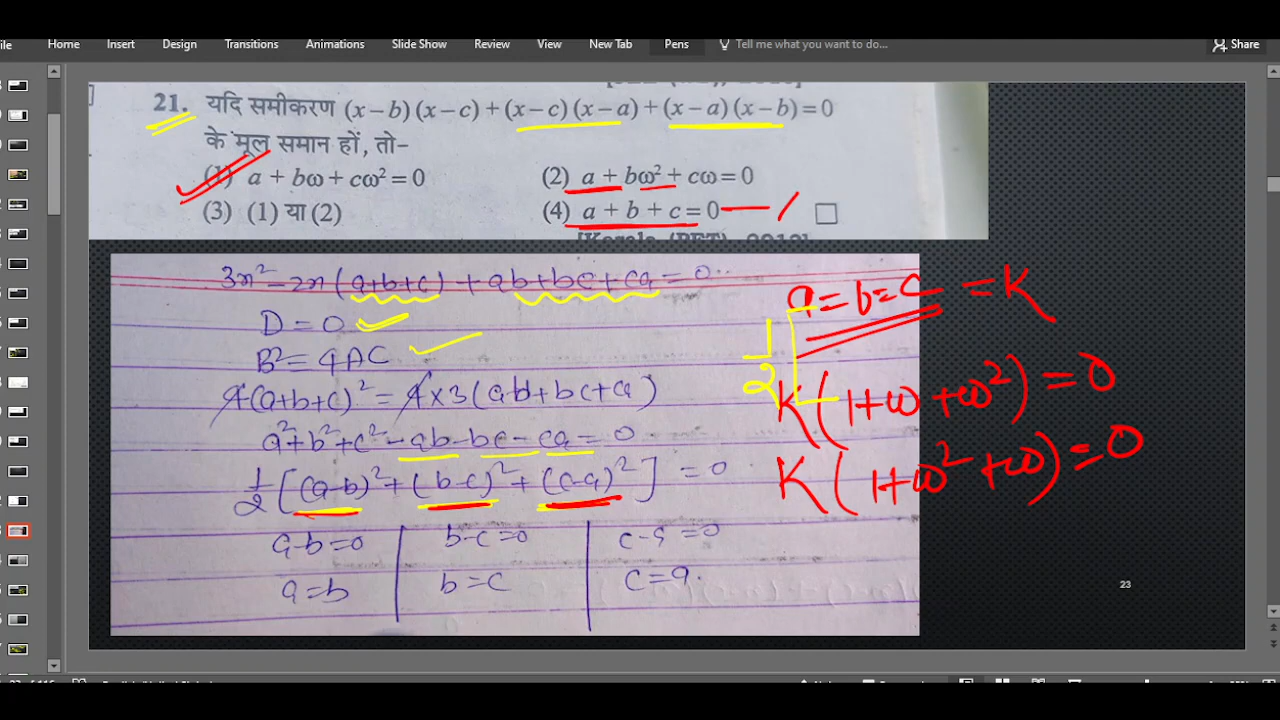 File Home Insert Design Transitions Animations Slide Show Review View New Tab Pens Tell me what you want to do... Share
21. यदि समीकरण (x−b)(x−c)+(x−c)(x−a)+(x−a)(x−b)=0
के मूल समान हों, तो−
(1) a + bω + cω² = 0 (2) a + bω² + cω = 0
(3) (1) या (2) (4) a + b + c = 0
3x² − 2x(a+b+c) + ab+bc+ca = 0
D = 0
B² = 4AC
4(a+b+c)² = 4×3(ab+bc+ca)
a²+b²+c²−ab−bc−ca = 0
1/2[(a−b)²+(b−c)²+(c−a)²] = 0
a−b=0 b−c=0 c−a=0
a=b b=c c=a
a=b=c=K
1/2
K(1+ω+ω²)=0
K(1+ω²+ω)=0
23